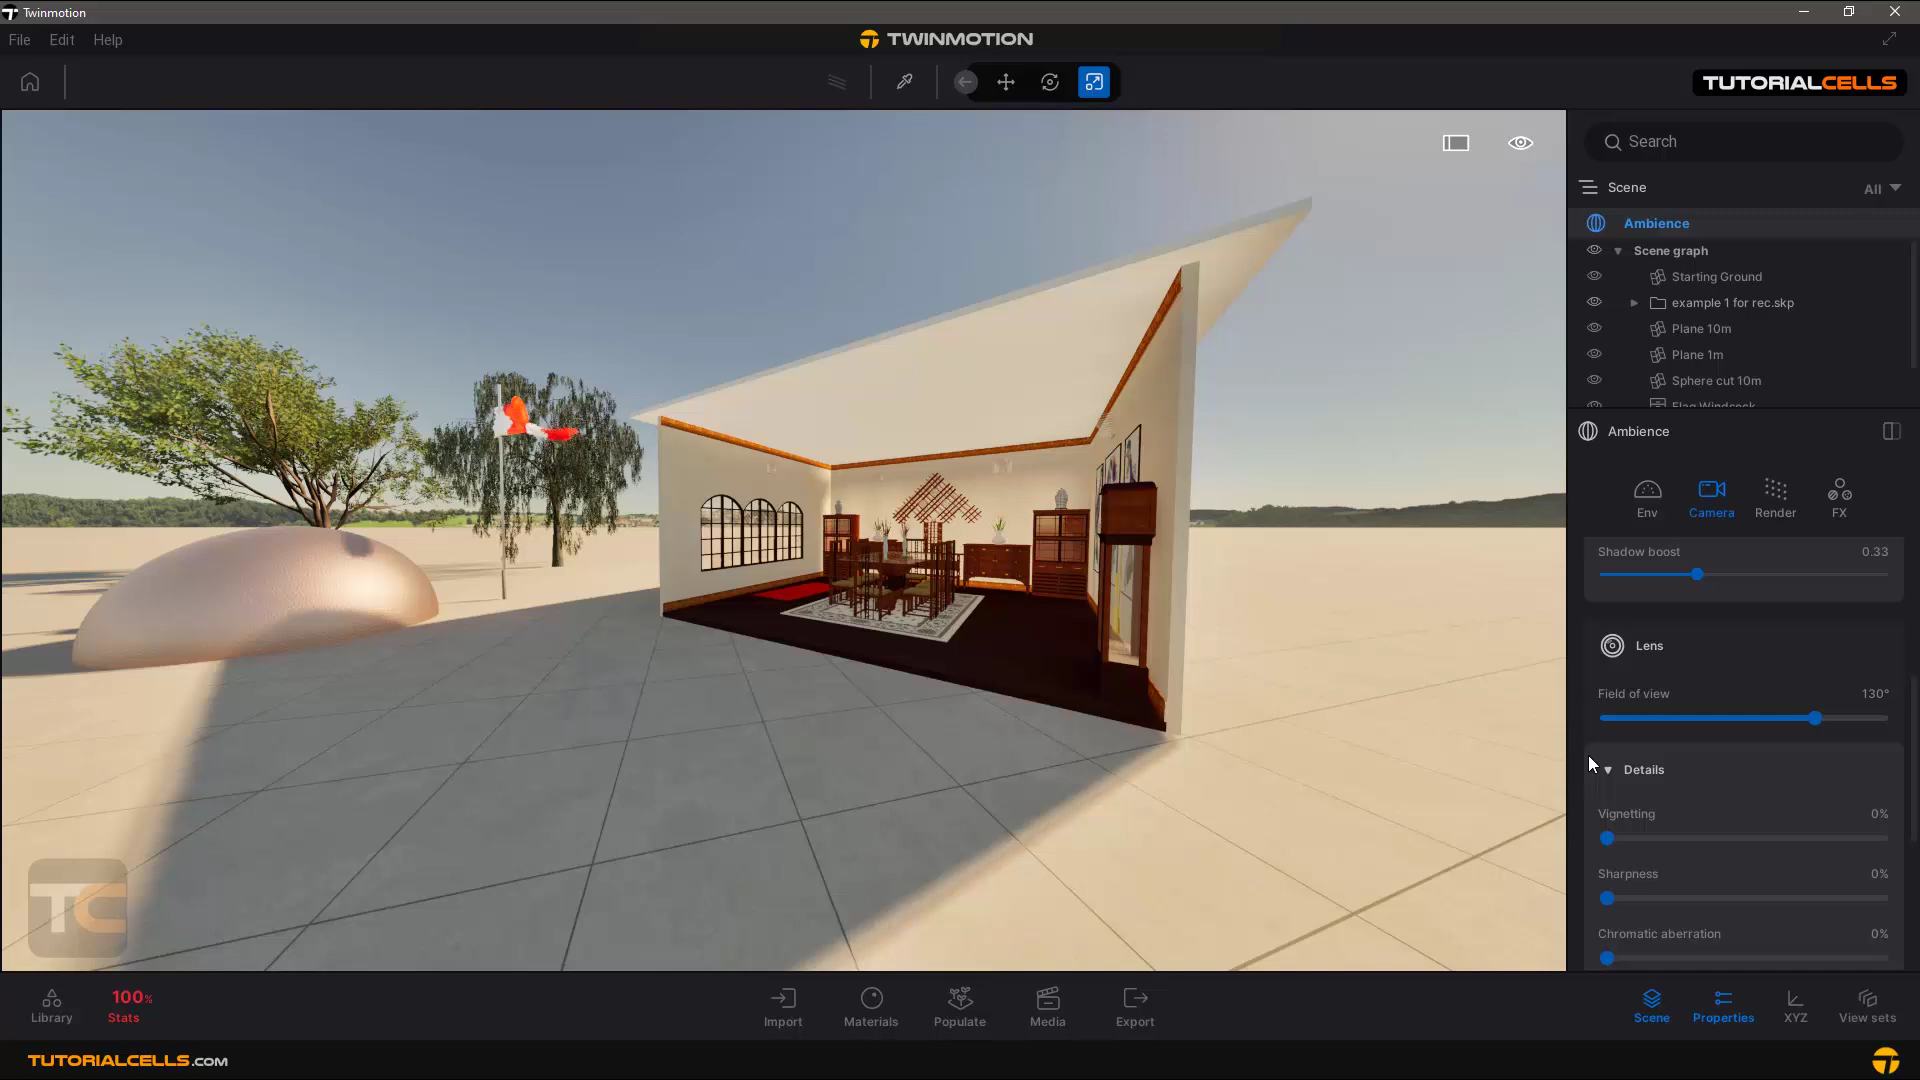 Twinmotion
File Edit Help
TWINMOTION
TUTORIALCELLS
Search
Scene All
Ambience
Scene graph
Starting Ground
example 1 for rec.skp
Plane 10m
Plane 1m
Sphere cut 10m
Flag Windsock
Ambience
Env Camera Render FX
Shadow boost 0.33
Lens
Field of view 130°
Details
Vignetting 0%
Sharpness 0%
Chromatic aberration 0%
TC
100%
Library Stats Import Materials Populate Media Export Scene Properties XYZ View sets
TUTORIALCELLS.COM